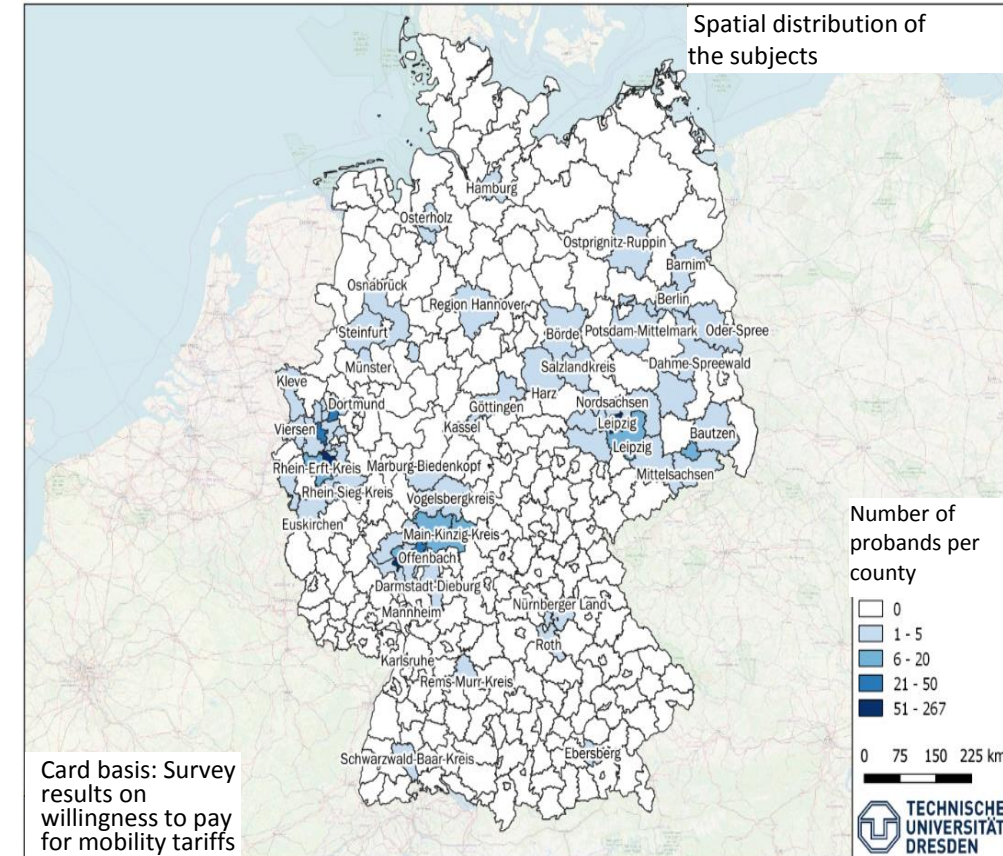 Spatial distribution of
the subjects
Hamburg
Osterholz
Ostprignitz-Ruppin
Barnim
Osnabrück
Region Hannover
Berlin
Steinfurt
Börde
Potsdam-Mittelmark
Oder-Spree
Münster
Salzlandkreis
Dahme-Spreewald
Kleve
Harz
Nordsachsen
Dortmund
Göttingen
Leipzig
Viersen
Kassel
Bautzen
Leipzig
Rhein-Erft-Kreis
Marburg-Biedenkopf
Mittelsachsen
Rhein-Sieg-Kreis
Vogelsbergkreis
Euskirchen
Main-Kinzig-Kreis
Offenbach
Darmstadt-Dieburg
Nürnberger Land
Mannheim
Roth
Karlsruhe
Rems-Murr-Kreis
Schwarzwald-Baar-Kreis
Ebersberg
Number of
probands per
county
0
1 - 5
6 - 20
21 - 50
51 - 267
0 75 150 225 km
Card basis: Survey
results on
willingness to pay
for mobility tariffs
TECHNISCHE
UNIVERSITÄT
DRESDEN